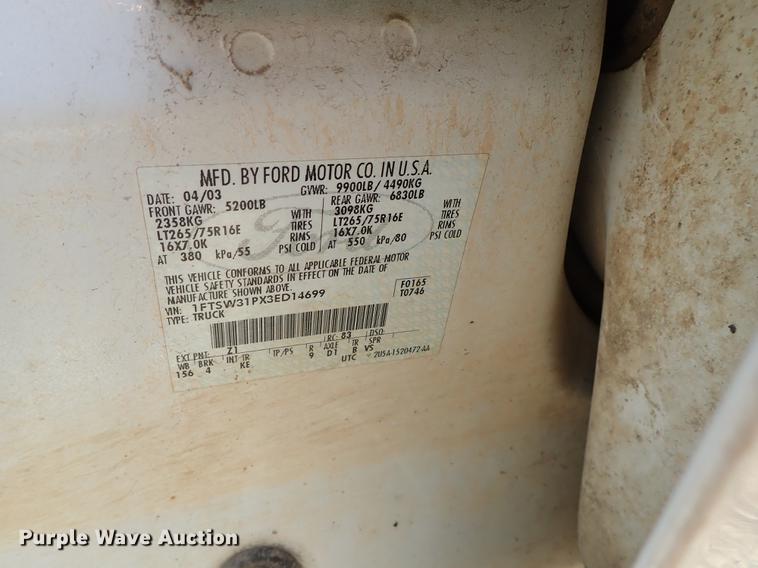 MFD. BY FORD MOTOR CO. IN U.S.A.
DATE: 04/03 GVWR: 9900LB/ 4490KG
FRONT GAWR: 5200LB REAR GAWR: 6830LB
2358KG WITH 3098KG WITH
LT265/75R16E TIRES LT265/75R16E TIRES
16X7.0K RIMS 16X7.0K RIMS
AT 380 kPa/55 PSI COLD AT 550 kPa/80 PSI COLD
THIS VEHICLE CONFORMS TO ALL APPLICABLE FEDERAL MOTOR
VEHICLE SAFETY STANDARDS IN EFFECT ON THE DATE OF
MANUFACTURE SHOWN ABOVE.
VIN: 1FTSW31PX3ED14699 F0165
TYPE: TRUCK T0746
RC: 83 DSO:
EXT PNT: Z1
WB BRK INT TR TP/PS R AXLE TR SPR
156 4 KE 9 D1 B VS
UTC 2U5A-1520472-AA
Ford
Purple Wave Auction